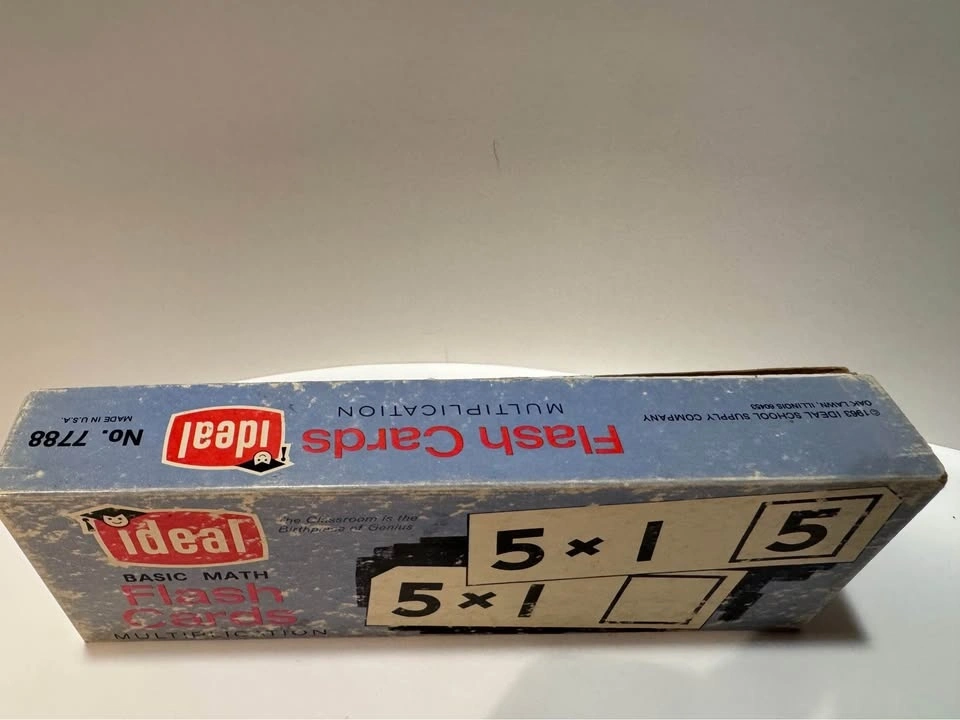 No. 7788
MADE IN U.S.A.
ideal
Flash Cards
MULTIPLICATION
© 1963 IDEAL SCHOOL SUPPLY COMPANY
OAK LAWN, ILLINOIS 60453
ideal
The Classroom is the
Birthplace of Genius
BASIC MATH
Flash
Cards
MULTIPLICATION
5 × 1 5
5 × 1